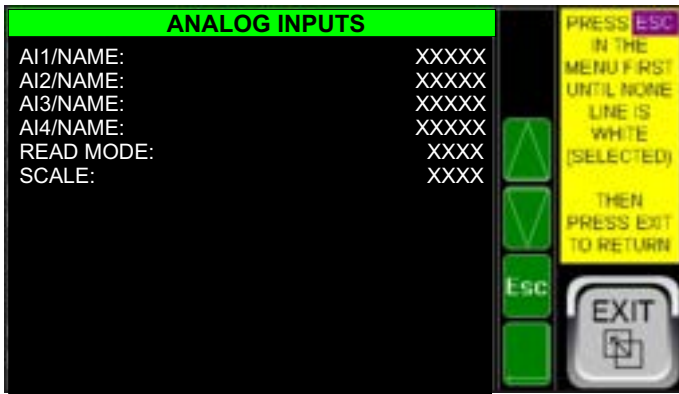 ANALOG INPUTS
AI1/NAME: XXXXX
AI2/NAME: XXXXX
AI3/NAME: XXXXX
AI4/NAME: XXXXX
READ MODE: XXXX
SCALE: XXXX
Esc
PRESS ESC
IN THE
MENU FIRST
UNTIL NONE
LINE IS
WHITE
(SELECTED)
THEN
PRESS EXIT
TO RETURN
EXIT